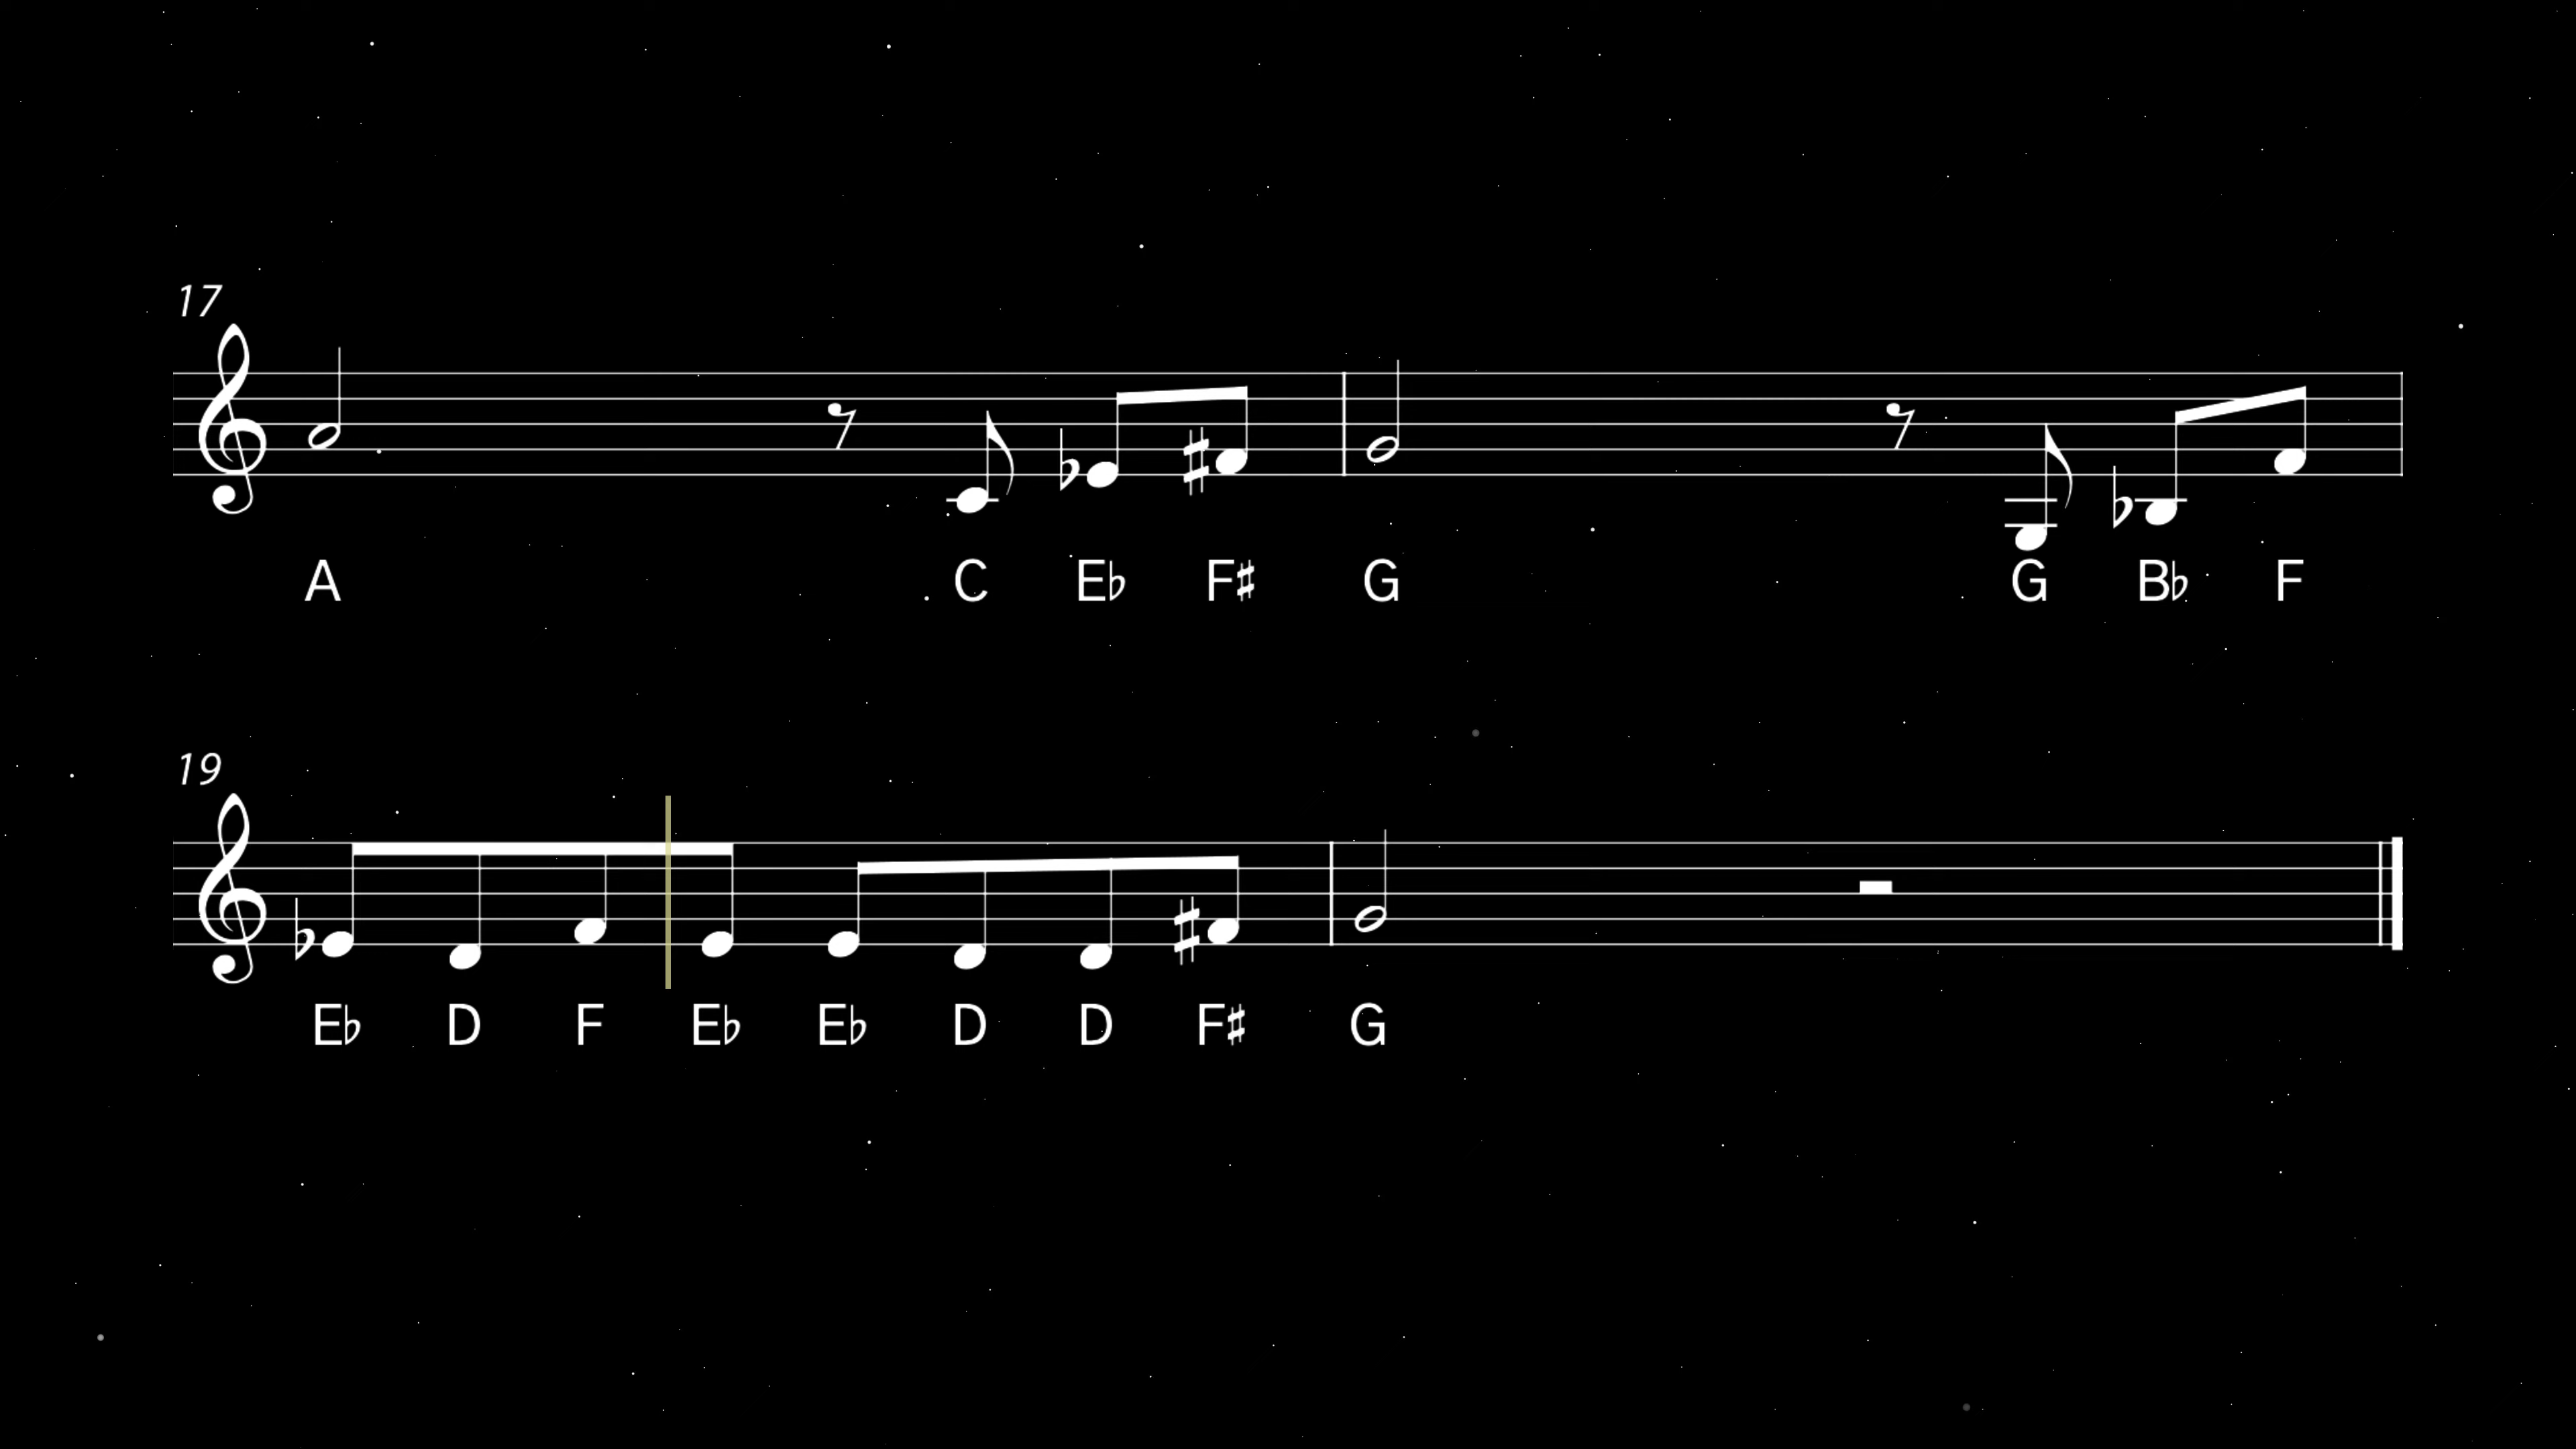 17
A C E♭ F♯ G G B♭ F
19
E♭ D F E♭ E♭ D D F♯ G